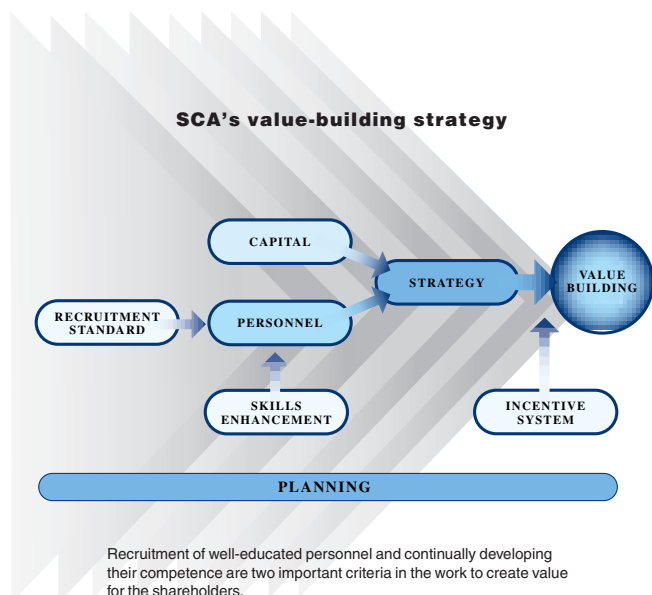 SCA's value-building strategy
CAPITAL
STRATEGY
VALUE
BUILDING
RECRUITMENT
STANDARD
PERSONNEL
SKILLS
ENHANCEMENT
INCENTIVE
SYSTEM
PLANNING
Recruitment of well-educated personnel and continually developing
their competence are two important criteria in the work to create value
for the shareholders.